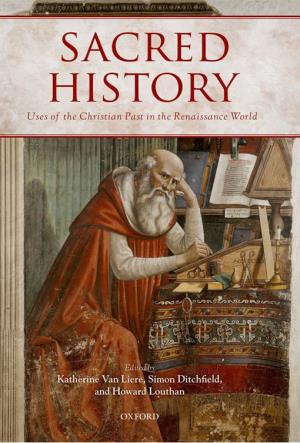 SACRED
HISTORY
Uses of the Christian Past in the Renaissance World
Edited by
Katherine Van Liere, Simon Ditchfield,
and Howard Louthan
OXFORD